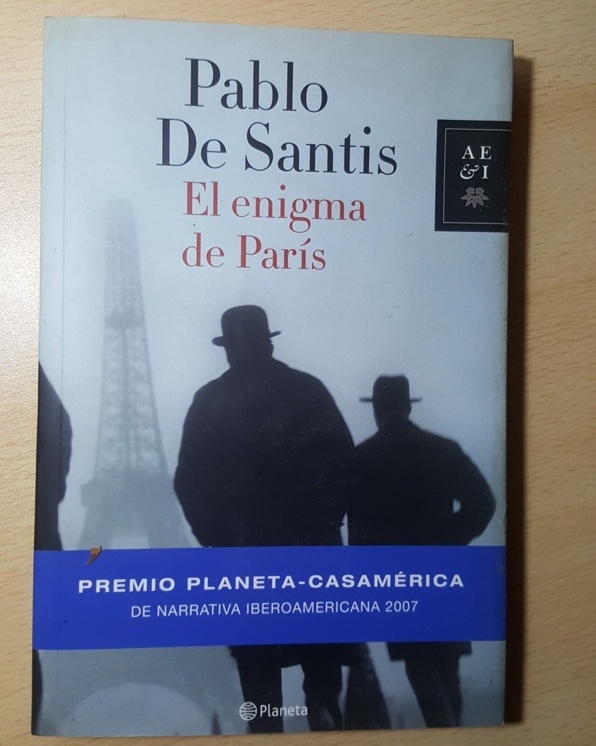 Pablo
De Santis
El enigma
de París
AE
&I
PREMIO PLANETA-CASAMÉRICA
DE NARRATIVA IBEROAMERICANA 2007
Planeta